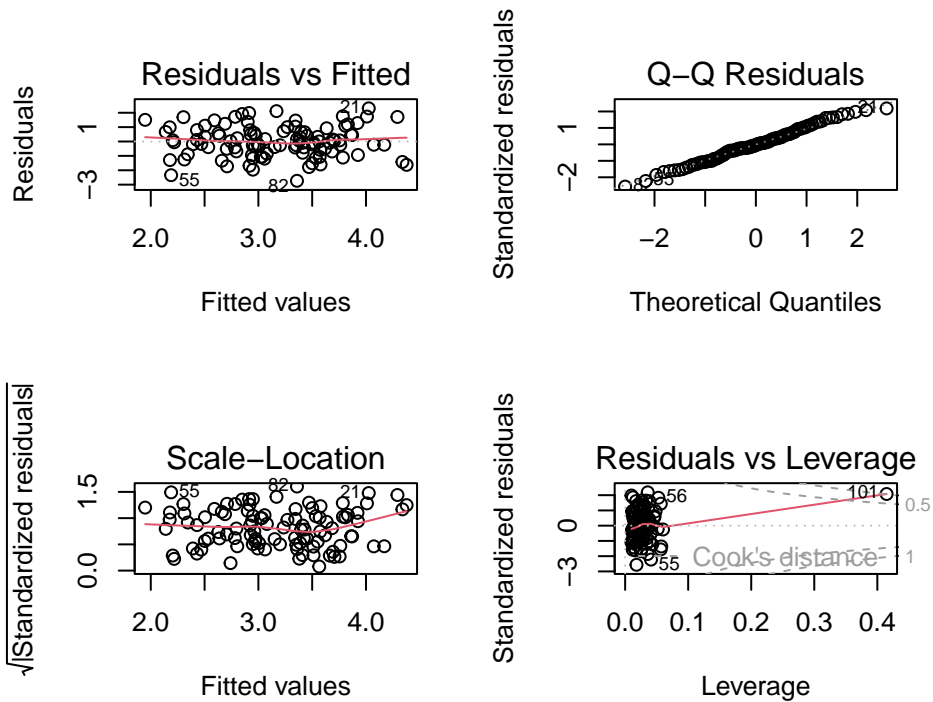 Residuals vs Fitted
Residuals
1
−3
21
55
82
2.0 3.0 4.0
Fitted values
Q−Q Residuals
Standardized residuals
1
−2
21
−2 0 1 2
Theoretical Quantiles
Scale−Location
√|Standardized residuals|
1.5
0.0
55
82
21
2.0 3.0 4.0
Fitted values
Residuals vs Leverage
Standardized residuals
0
−3
56
101
55
Cook's distance
0.5
1
0.0 0.1 0.2 0.3 0.4
Leverage